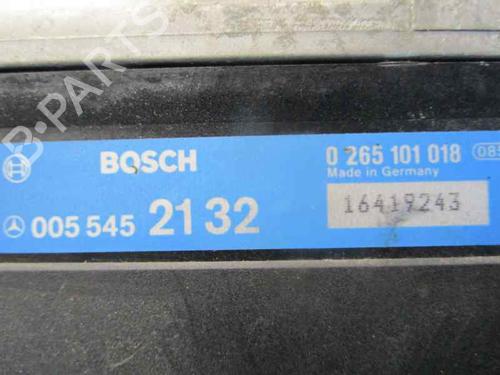 B-PARTS
BOSCH
0 265 101 018
Made in Germany
005 545 21 32
16419243